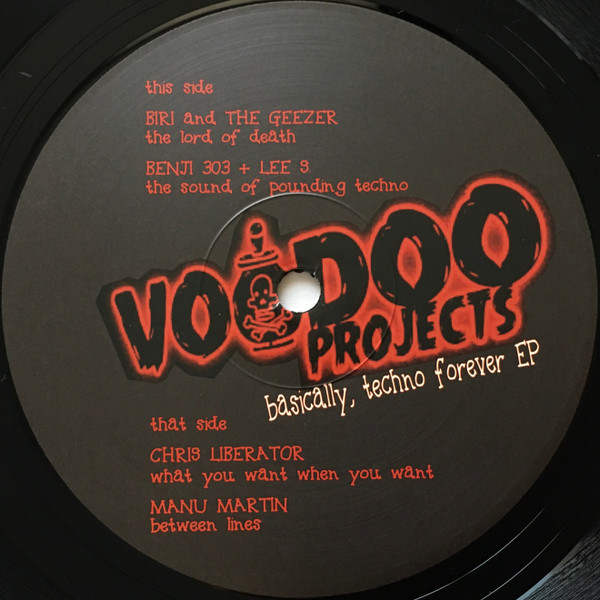 this side
BIRI and THE GEEZER
the lord of death
BENJI 303 + LEE S.
the sound of pounding techno
VOODOO
PROJECTS
basically, techno forever EP
that side
CHRIS LIBERATOR
what you want when you want
MANU MARTIN
between lines